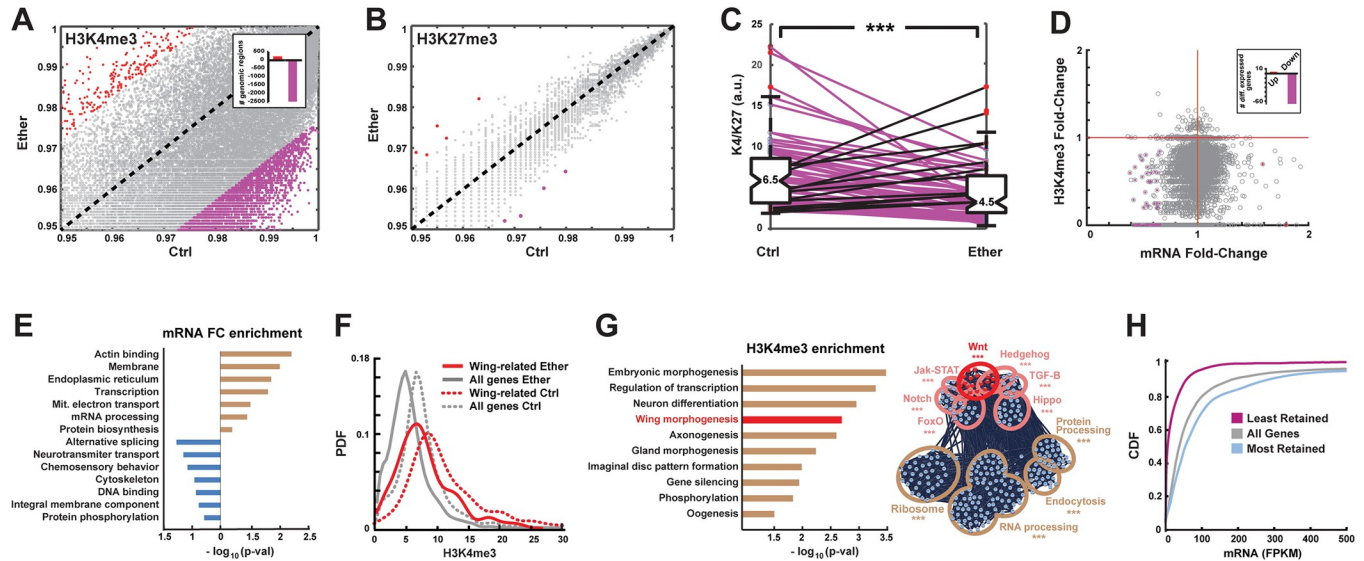 A
H3K4me3
Ether
1
0.99
0.98
0.97
0.96
0.95
0.95
0.96
0.97
0.98
0.99
1
Ctrl
# genomic regions
500
0
-500
-1000
-1500
-2000
-2500
B
H3K27me3
Ether
1
0.99
0.98
0.97
0.96
0.95
0.95
0.96
0.97
0.98
0.99
1
Ctrl
C
***
K4/K27 (a.u.)
25
20
15
10
5
0
6.5
4.5
Ctrl
Ether
D
H3K4me3 Fold-Change
2
1
0
0
1
2
mRNA Fold-Change
# diff. expressed genes
10
-60
Up
Down
E
mRNA FC enrichment
Actin binding
Membrane
Endoplasmic reticulum
Transcription
Mit. electron transport
mRNA processing
Protein biosynthesis
Alternative splicing
Neurotransmiter transport
Chemosensory behavior
Cytoskeleton
DNA binding
Integral membrane component
Protein phosphorylation
1.5
1
0
0.5
1
1.5
2
2.5
- log10(p-val)
F
0.18
0.1
0
PDF
Wing-related Ether
All genes Ether
Wing-related Ctrl
All genes Ctrl
0
5
10
15
20
25
30
H3K4me3
G
H3K4me3 enrichment
Embryonic morphogenesis
Regulation of transcription
Neuron differentiation
Wing morphogenesis
Axonogenesis
Gland morphogenesis
Imaginal disc pattern formation
Gene silencing
Phosphorylation
Oogenesis
1
1.5
2
2.5
3
3.5
- log10(p-val)
Wnt
***
Hedgehog
***
Jak-STAT
***
TGF-B
***
Notch
***
Hippo
***
FoxO
***
Protein
Processing
***
Ribosome
***
Endocytosis
***
RNA processing
***
H
CDF
1
0.8
0.6
0.4
0.2
0
Least Retained
All Genes
Most Retained
0
100
200
300
400
500
mRNA (FPKM)